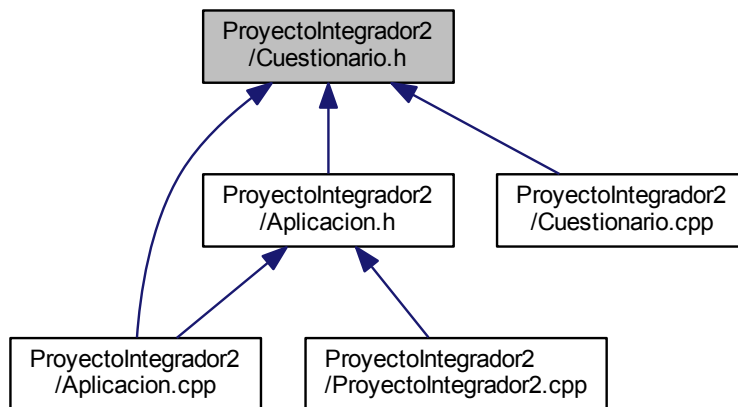 ProyectoIntegrador2
/Cuestionario.h
ProyectoIntegrador2
/Aplicacion.h
ProyectoIntegrador2
/Cuestionario.cpp
ProyectoIntegrador2
/Aplicacion.cpp
ProyectoIntegrador2
/ProyectoIntegrador2.cpp